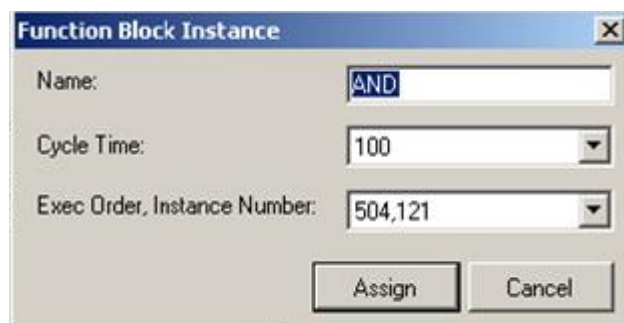 Function Block Instance
Name: AND
Cycle Time: 100
Exec Order, Instance Number: 504,121
Assign Cancel